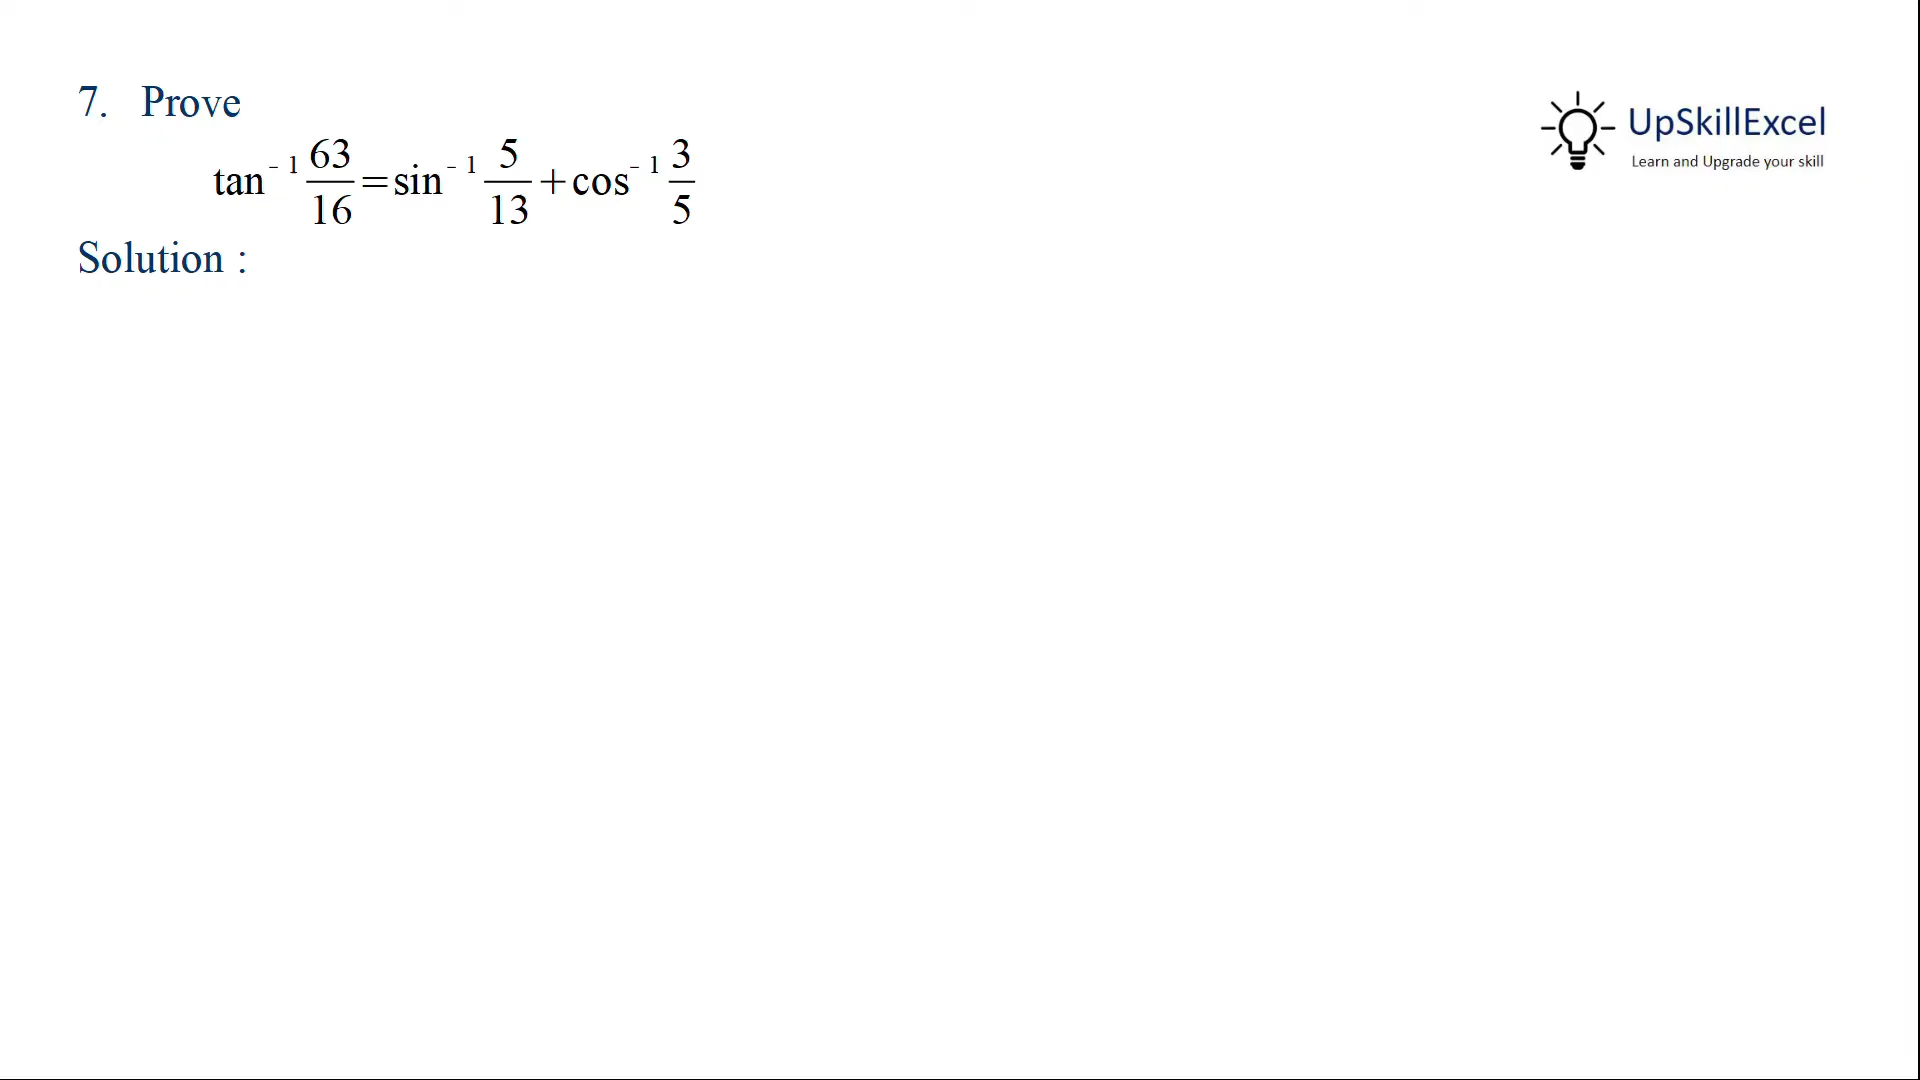 7. Prove
tan⁻¹ 63/16 = sin⁻¹ 5/13 + cos⁻¹ 3/5
Solution :
UpSkillExcel
Learn and Upgrade your skill